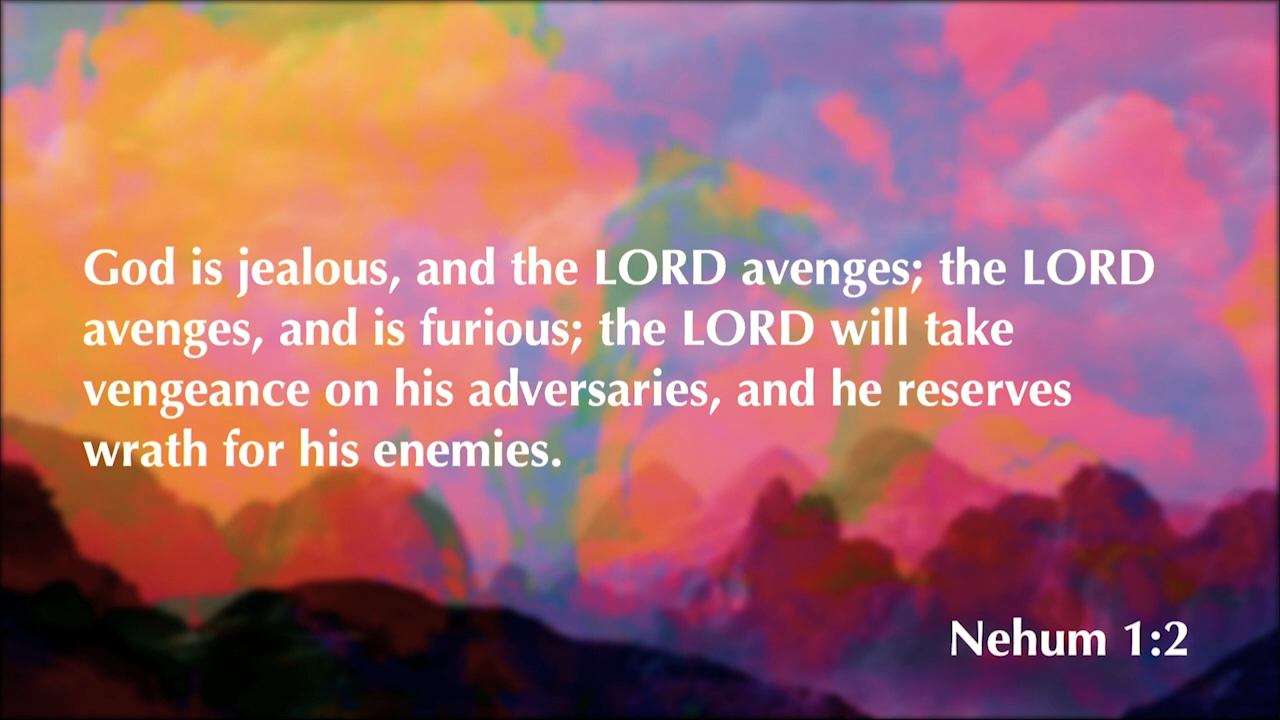 God is jealous, and the LORD avenges; the LORD
avenges, and is furious; the LORD will take
vengeance on his adversaries, and he reserves
wrath for his enemies.
Nehum 1:2